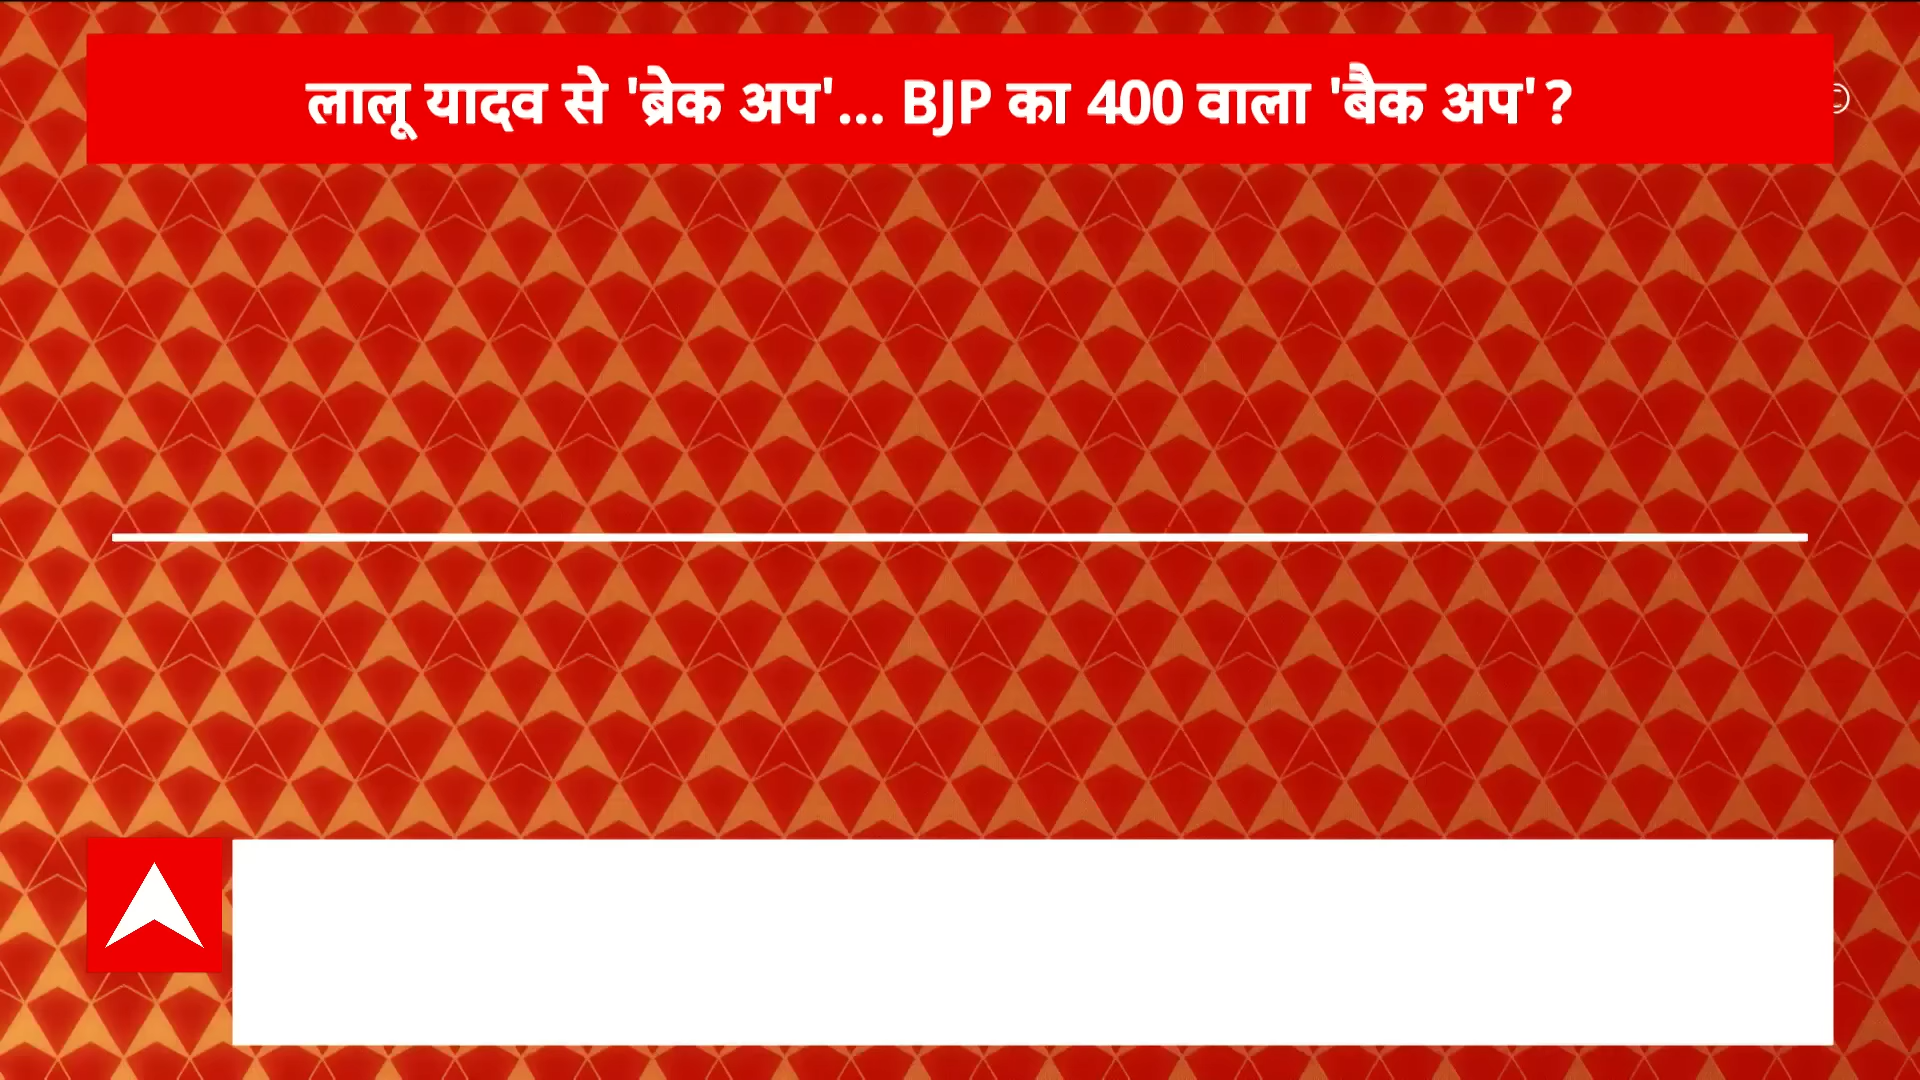 लालू यादव से 'ब्रेक अप'... BJP का 400 वाला 'बैक अप' ?